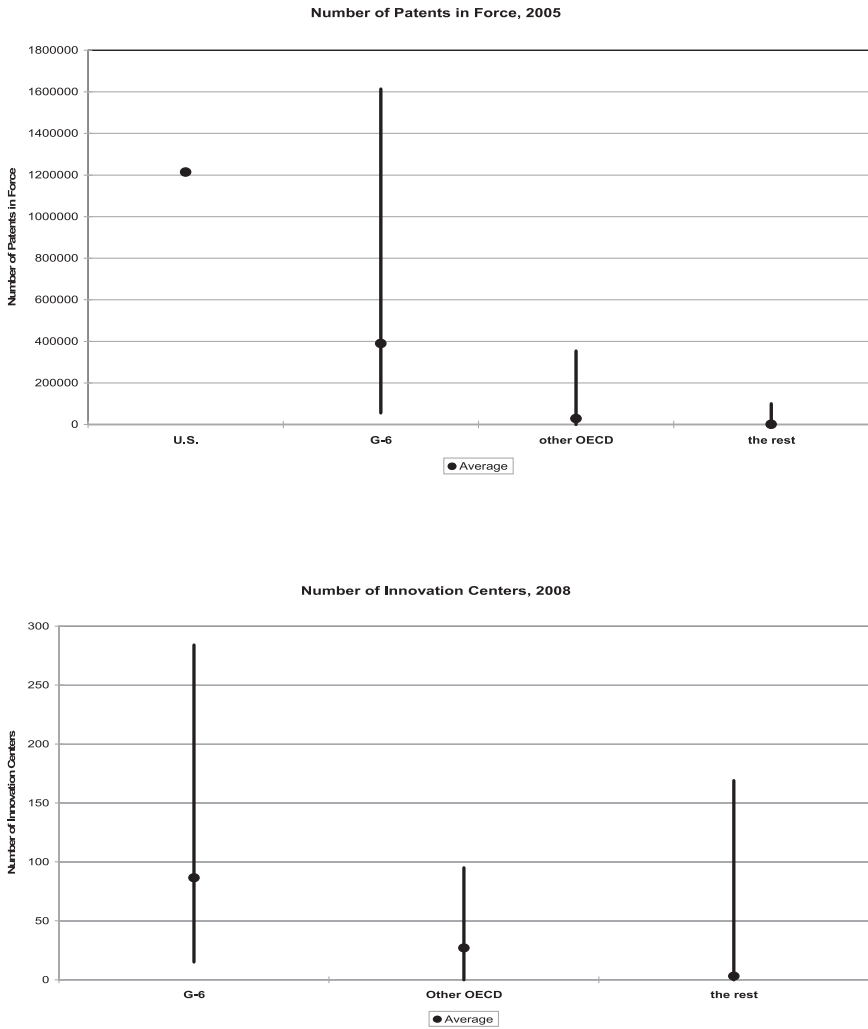 Number of Patents in Force, 2005
1800000
1600000
1400000
1200000
1000000
800000
600000
400000
200000
0
Number of Patents in Force
U.S. G-6 other OECD the rest
Average
Number of Innovation Centers, 2008
300
250
200
150
100
50
0
Number of Innovation Centers
G-6 Other OECD the rest
Average